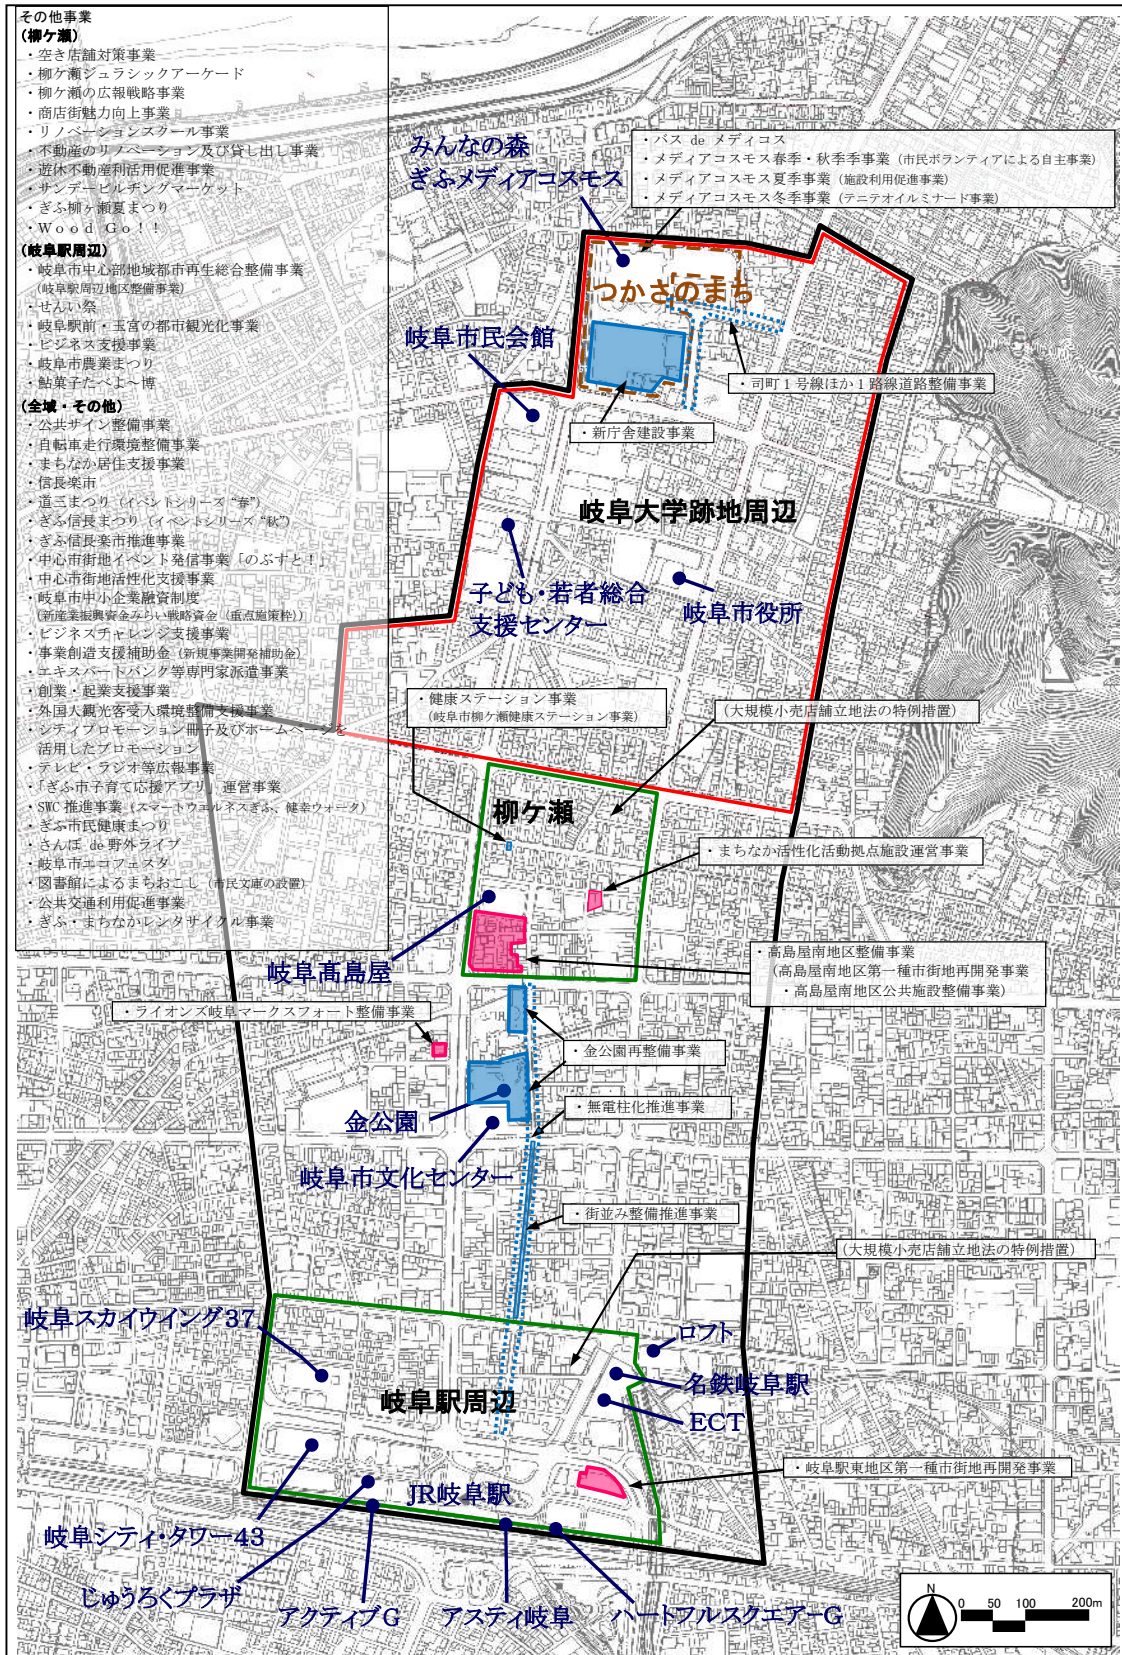 その他事業
(柳ケ瀬)
・空き店舗対策事業
・柳ケ瀬ジュラシックアーケード
・柳ケ瀬の広報戦略事業
・商店街魅力向上事業
・リノベーションスクール事業
・不動産のリノベーション及び貸し出し事業
・遊休不動産利活用促進事業
・サンデービルヂングマーケット
・ぎふ柳ヶ瀬夏まつり
・Wood Go！！
(岐阜駅周辺)
・岐阜市中心部地域都市再生総合整備事業
(岐阜駅周辺地区整備事業)
・せんい祭
・岐阜駅前・玉宮の都市観光化事業
・ビジネス支援事業
・岐阜市農業まつり
・鮎菓子たべよ～博
(全域・その他)
・公共サイン整備事業
・自転車走行環境整備事業
・まちなか居住支援事業
・信長楽市
・道三まつり（イベントシリーズ“春”）
・ぎふ信長まつり（イベントシリーズ“秋”）
・ぎふ信長楽市推進事業
・中心市街地イベント発信事業「のぶすと！」
・中心市街地活性化支援事業
・岐阜市中小企業融資制度
(新産業振興資金みらい戦略資金（重点施策枠）)
・ビジネスチャレンジ支援事業
・事業創造支援補助金（新規事業開発補助金）
・エキスパートバンク等専門家派遣事業
・創業・起業支援事業
・外国人観光客受入環境整備支援事業
・シティプロモーション冊子及びホームページを
活用したプロモーション
・テレビ・ラジオ等広報事業
・「ぎふ市子育て応援アプリ」運営事業
・SWC 推進事業（スマートウエルネスぎふ、健幸ウォーク）
・ぎふ市民健康まつり
・さんぽ de 野外ライブ
・岐阜市エコフェスタ
・図書館によるまちおこし（市民文庫の設置）
・公共交通利用促進事業
・ぎふ・まちなかレンタサイクル事業
みんなの森
ぎふメディアコスモス
・バス de メディコス
・メディアコスモス春季・秋季季事業（市民ボランティアによる自主事業）
・メディアコスモス夏季事業（施設利用促進事業）
・メディアコスモス冬季事業（テニテオイルミナード事業）
つかさのまち
岐阜市民会館
・司町１号線ほか１路線道路整備事業
・新庁舎建設事業
岐阜大学跡地周辺
子ども・若者総合
支援センター
岐阜市役所
・健康ステーション事業
(岐阜市柳ケ瀬健康ステーション事業)
(大規模小売店舗立地法の特例措置)
柳ケ瀬
・まちなか活性化活動拠点施設運営事業
岐阜高島屋
・高島屋南地区整備事業
(高島屋南地区第一種市街地再開発事業
・高島屋南地区公共施設整備事業)
・ライオンズ岐阜マークスフォート整備事業
・金公園再整備事業
金公園
・無電柱化推進事業
岐阜市文化センター
・街並み整備推進事業
(大規模小売店舗立地法の特例措置)
岐阜スカイウイング37
ロフト
名鉄岐阜駅
岐阜駅周辺
ECT
・岐阜駅東地区第一種市街地再開発事業
JR岐阜駅
岐阜シティ・タワー43
じゅうろくプラザ
アクティブG
アスティ岐阜
ハートフルスクエアーG
N
0 50 100 200m